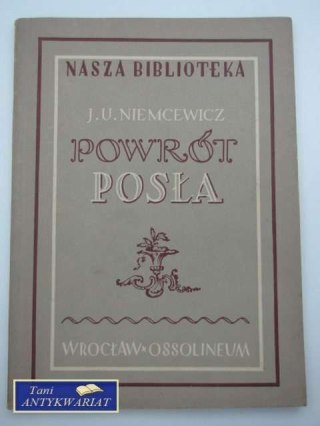 NASZA BIBLIOTEKA
J. U. NIEMCEWICZ
POWRÓT
POSŁA
WROCŁAW * OSSOLINEUM
Tani
ANTYKWARIAT